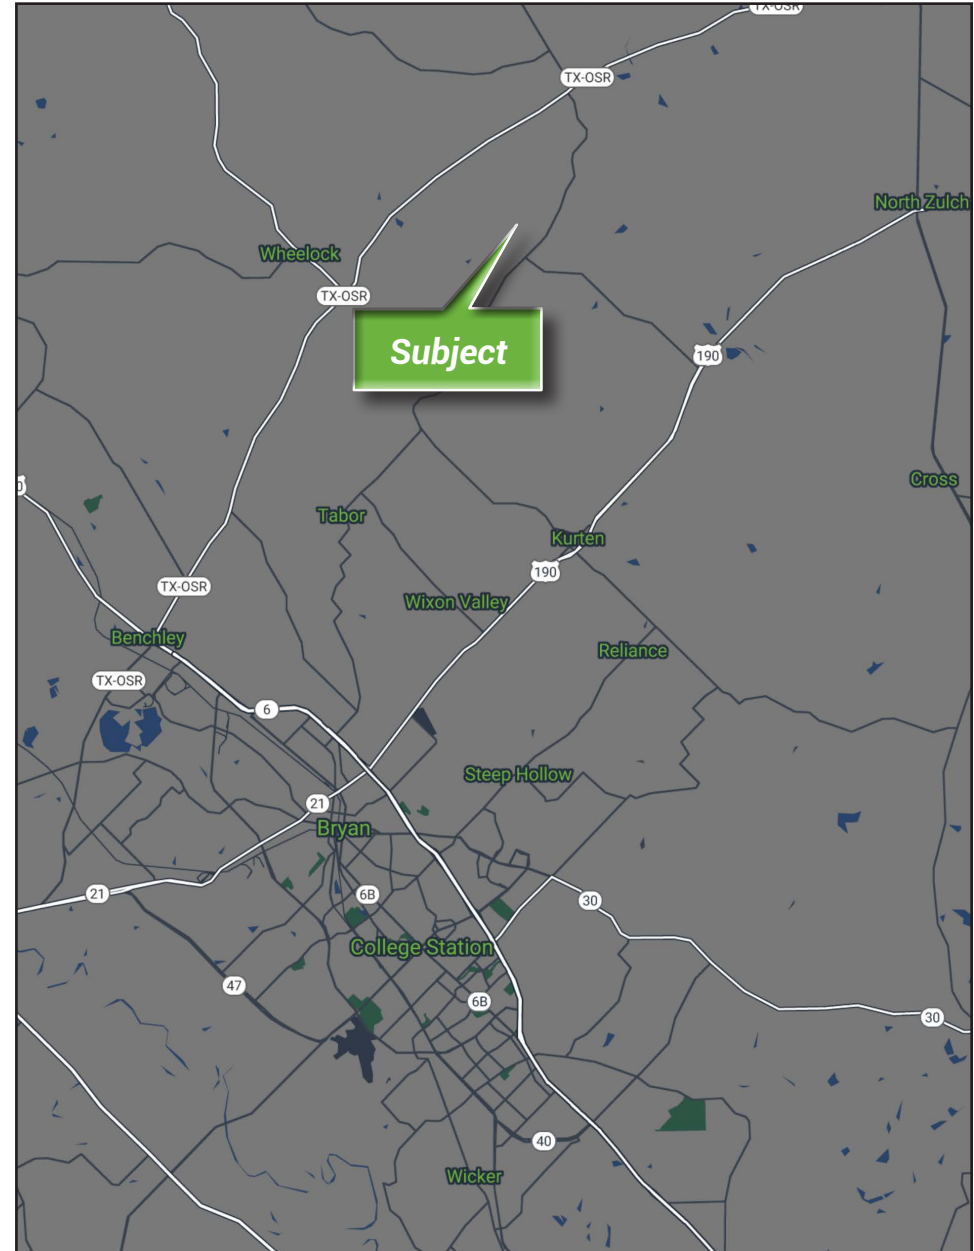 TX-OSR
TX-OSR
North Zulch
Wheelock
TX-OSR
Subject
190
Cross
Tabor
Kurten
190
TX-OSR
Wixon Valley
Benchley
Reliance
TX-OSR
6
Steep Hollow
21
Bryan
21
6B
30
College Station
47
6B
30
40
Wicker